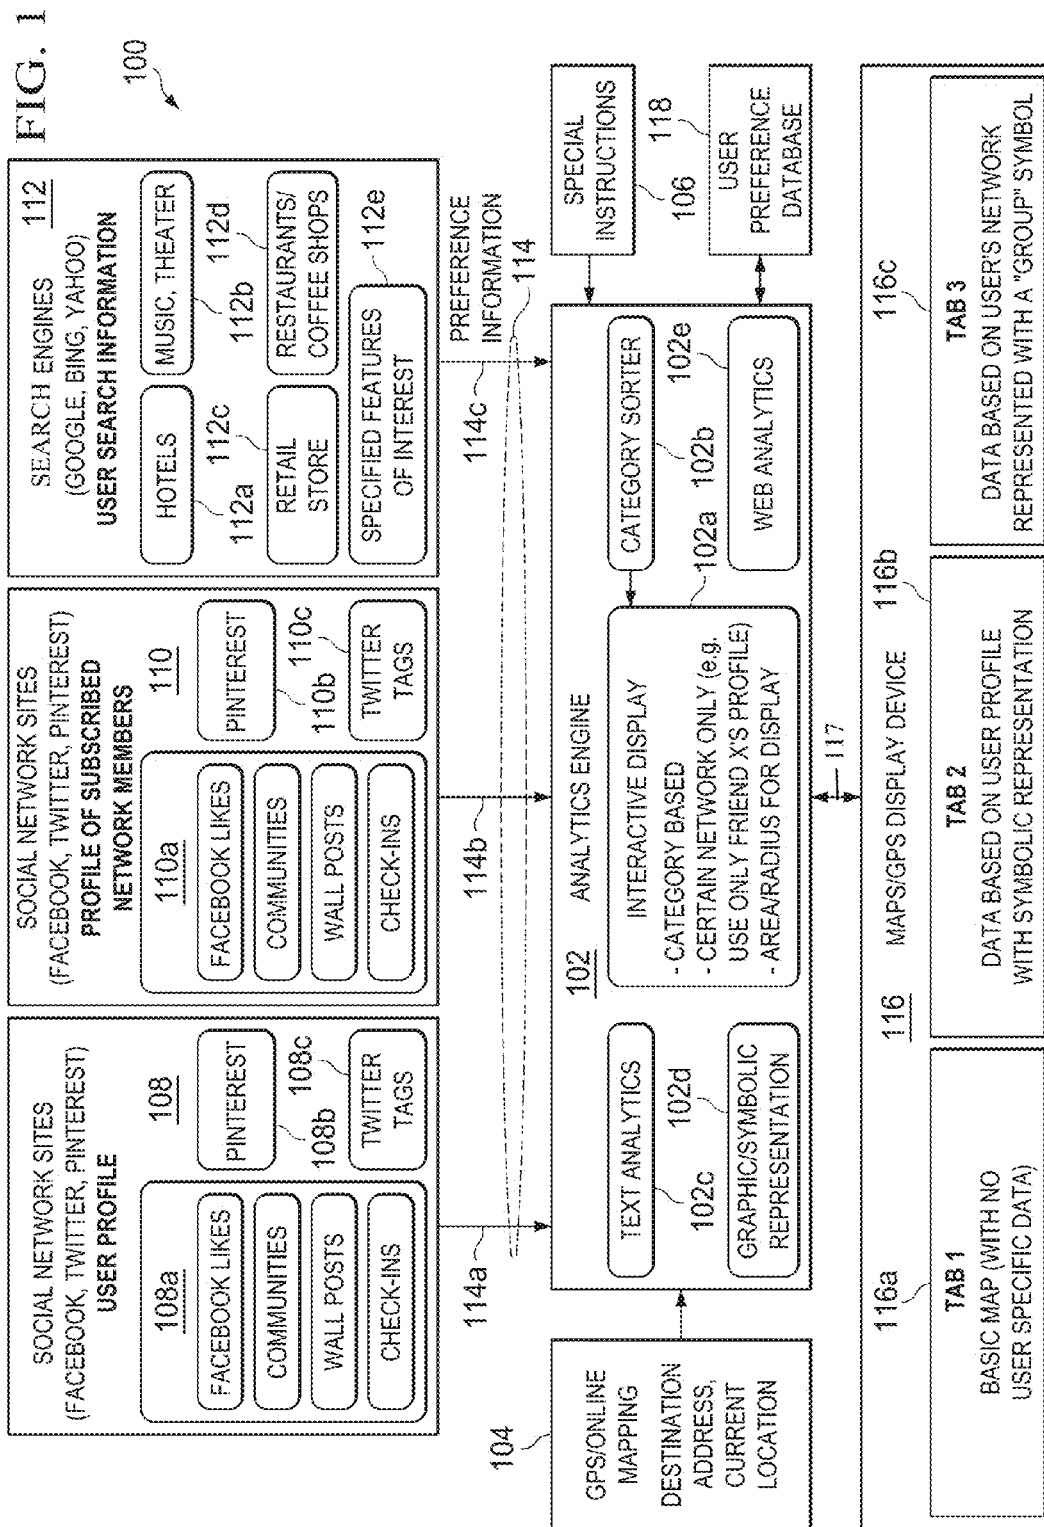 FIG. 1
100
SOCIAL NETWORK SITES
(FACEBOOK, TWITTER, PINTEREST)
USER PROFILE
108
108a
FACEBOOK LIKES
COMMUNITIES
WALL POSTS
CHECK-INS
PINTEREST
108b
108c
TWITTER
TAGS
SOCIAL NETWORK SITES
(FACEBOOK, TWITTER, PINTEREST)
PROFILE OF SUBSCRIBED
NETWORK MEMBERS
110
110a
FACEBOOK LIKES
COMMUNITIES
WALL POSTS
CHECK-INS
PINTEREST
110b
110c
TWITTER
TAGS
SEARCH ENGINES
112
(GOOGLE, BING, YAHOO)
USER SEARCH INFORMATION
HOTELS
112a
MUSIC, THEATER
112b
112c
RETAIL
STORE
112d
RESTAURANTS/
COFFEE SHOPS
SPECIFIED FEATURES
OF INTEREST
112e
114a
114b
114c
PREFERENCE
INFORMATION
114
104
GPS/ONLINE
MAPPING
DESTINATION
ADDRESS,
CURRENT
LOCATION
ANALYTICS ENGINE
102
TEXT ANALYTICS
102c
102d
GRAPHIC/SYMBOLIC
REPRESENTATION
INTERACTIVE DISPLAY
- CATEGORY BASED
- CERTAIN NETWORK ONLY (e.g.
USE ONLY FRIEND X'S PROFILE)
- AREA/RADIUS FOR DISPLAY
102a
CATEGORY SORTER
102b
102e
WEB ANALYTICS
SPECIAL
INSTRUCTIONS
106
118
USER
PREFERENCE
DATABASE
117
116
MAPS/GPS DISPLAY DEVICE
116a
TAB 1
BASIC MAP (WITH NO
USER SPECIFIC DATA)
116b
TAB 2
DATA BASED ON USER PROFILE
WITH SYMBOLIC REPRESENTATION
116c
TAB 3
DATA BASED ON USER'S NETWORK
REPRESENTED WITH A "GROUP" SYMBOL